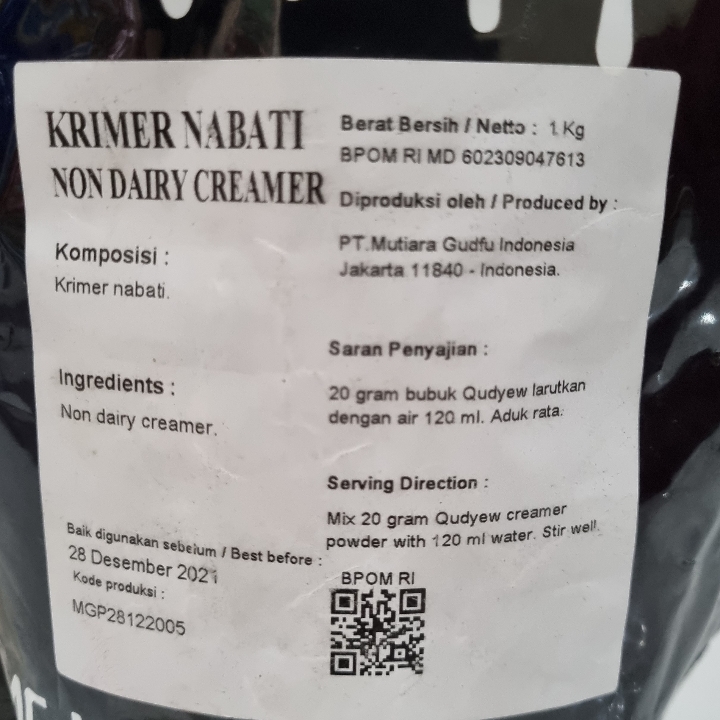 KRIMER NABATI
NON DAIRY CREAMER
Komposisi :
Krimer nabati.
Ingredients :
Non dairy creamer.
Baik digunakan sebelum / Best before :
28 Desember 2021
Kode produksi :
MGP28122005
Berat Bersih / Netto : 1 Kg
BPOM RI MD 602309047613
Diproduksi oleh / Produced by :
PT.Mutiara Gudfu Indonesia
Jakarta 11840 - Indonesia.
Saran Penyajian :
20 gram bubuk Qudyew larutkan
dengan air 120 ml. Aduk rata.
Serving Direction :
Mix 20 gram Qudyew creamer
powder with 120 ml water. Stir well.
BPOM RI